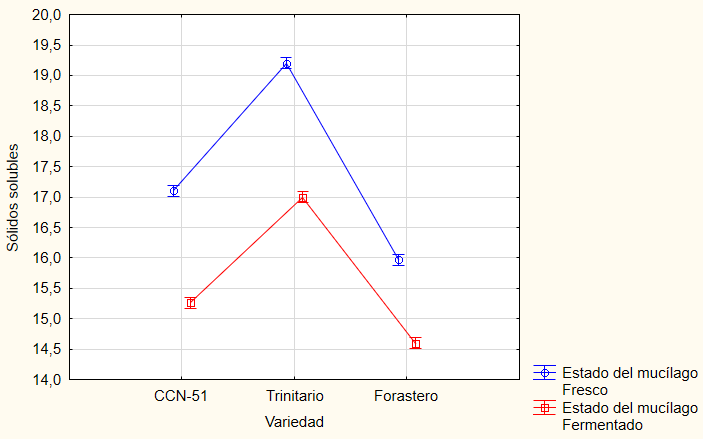 20,0
19,5
19,0
18,5
18,0
17,5
17,0
16,5
16,0
15,5
15,0
14,5
14,0
Sólidos solubles
CCN-51 Trinitario Forastero
Variedad
Estado del mucílago
Fresco
Estado del mucílago
Fermentado